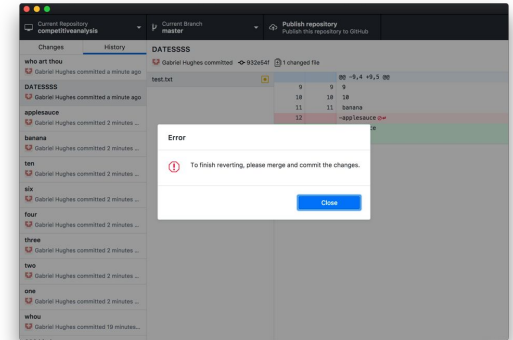 Current Repository
competitiveanalysis
Current Branch
master
Publish repository
Publish this repository to GitHub
Changes
History
who art thou
Gabriel Hughes committed a minute ago
DATESSSS
Gabriel Hughes committed a minute ago
applesauce
Gabriel Hughes committed 2 minutes ...
banana
Gabriel Hughes committed 2 minutes ...
ten
Gabriel Hughes committed 2 minutes ...
six
Gabriel Hughes committed 2 minutes ...
four
Gabriel Hughes committed 2 minutes ...
three
Gabriel Hughes committed 2 minutes ...
two
Gabriel Hughes committed 2 minutes ...
one
Gabriel Hughes committed 2 minutes ...
whou
Gabriel Hughes committed 19 minutes...
DATESSSS
Gabriel Hughes committed
932e54f
1 changed file
test.txt
@@ -9,4 +9,5 @@
9 9 9
10 10 10
11 11 banana
12 -applesauce
Error
To finish reverting, please merge and commit the changes.
Close